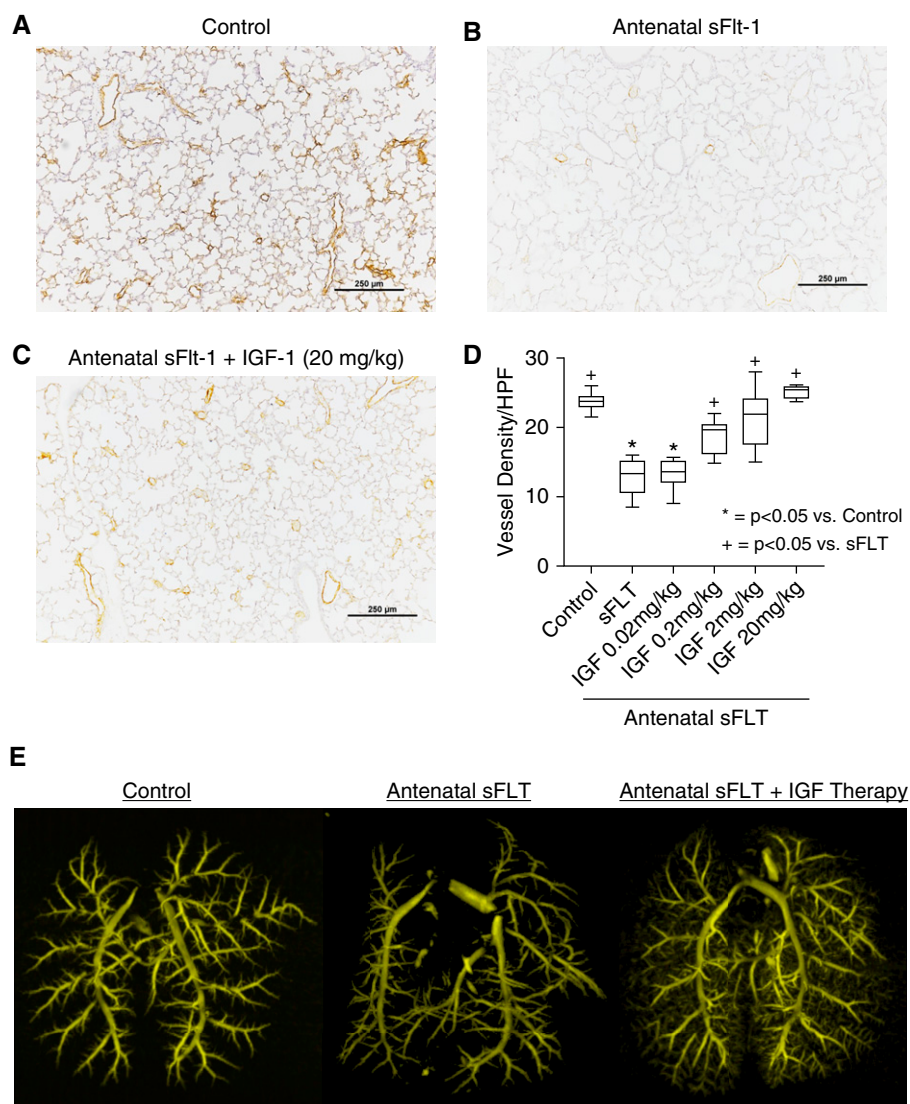 A
Control
250 µm
B
Antenatal sFlt-1
250 µm
C
Antenatal sFlt-1 + IGF-1 (20 mg/kg)
250 µm
D
Vessel Density/HPF
30
20
10
0
+
*
*
+
+
+
* = p<0.05 vs. Control
+ = p<0.05 vs. sFLT
Control
sFLT
IGF 0.02mg/kg
IGF 0.2mg/kg
IGF 2mg/kg
IGF 20mg/kg
Antenatal sFLT
E
Control
Antenatal sFLT
Antenatal sFLT + IGF Therapy